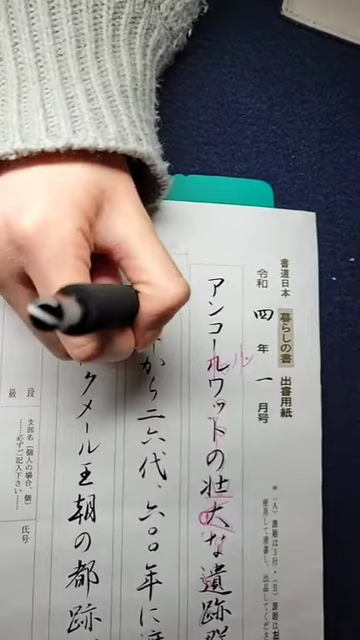 書道日本
暮らしの書 出書用紙
令和四年一月号
アンコールワットの壮大な遺跡
から二六代、六〇〇年に
クメール王朝の都跡
ール
段
級
支部名（個人の場合、個）
……必ずご記入下さい……
氏号